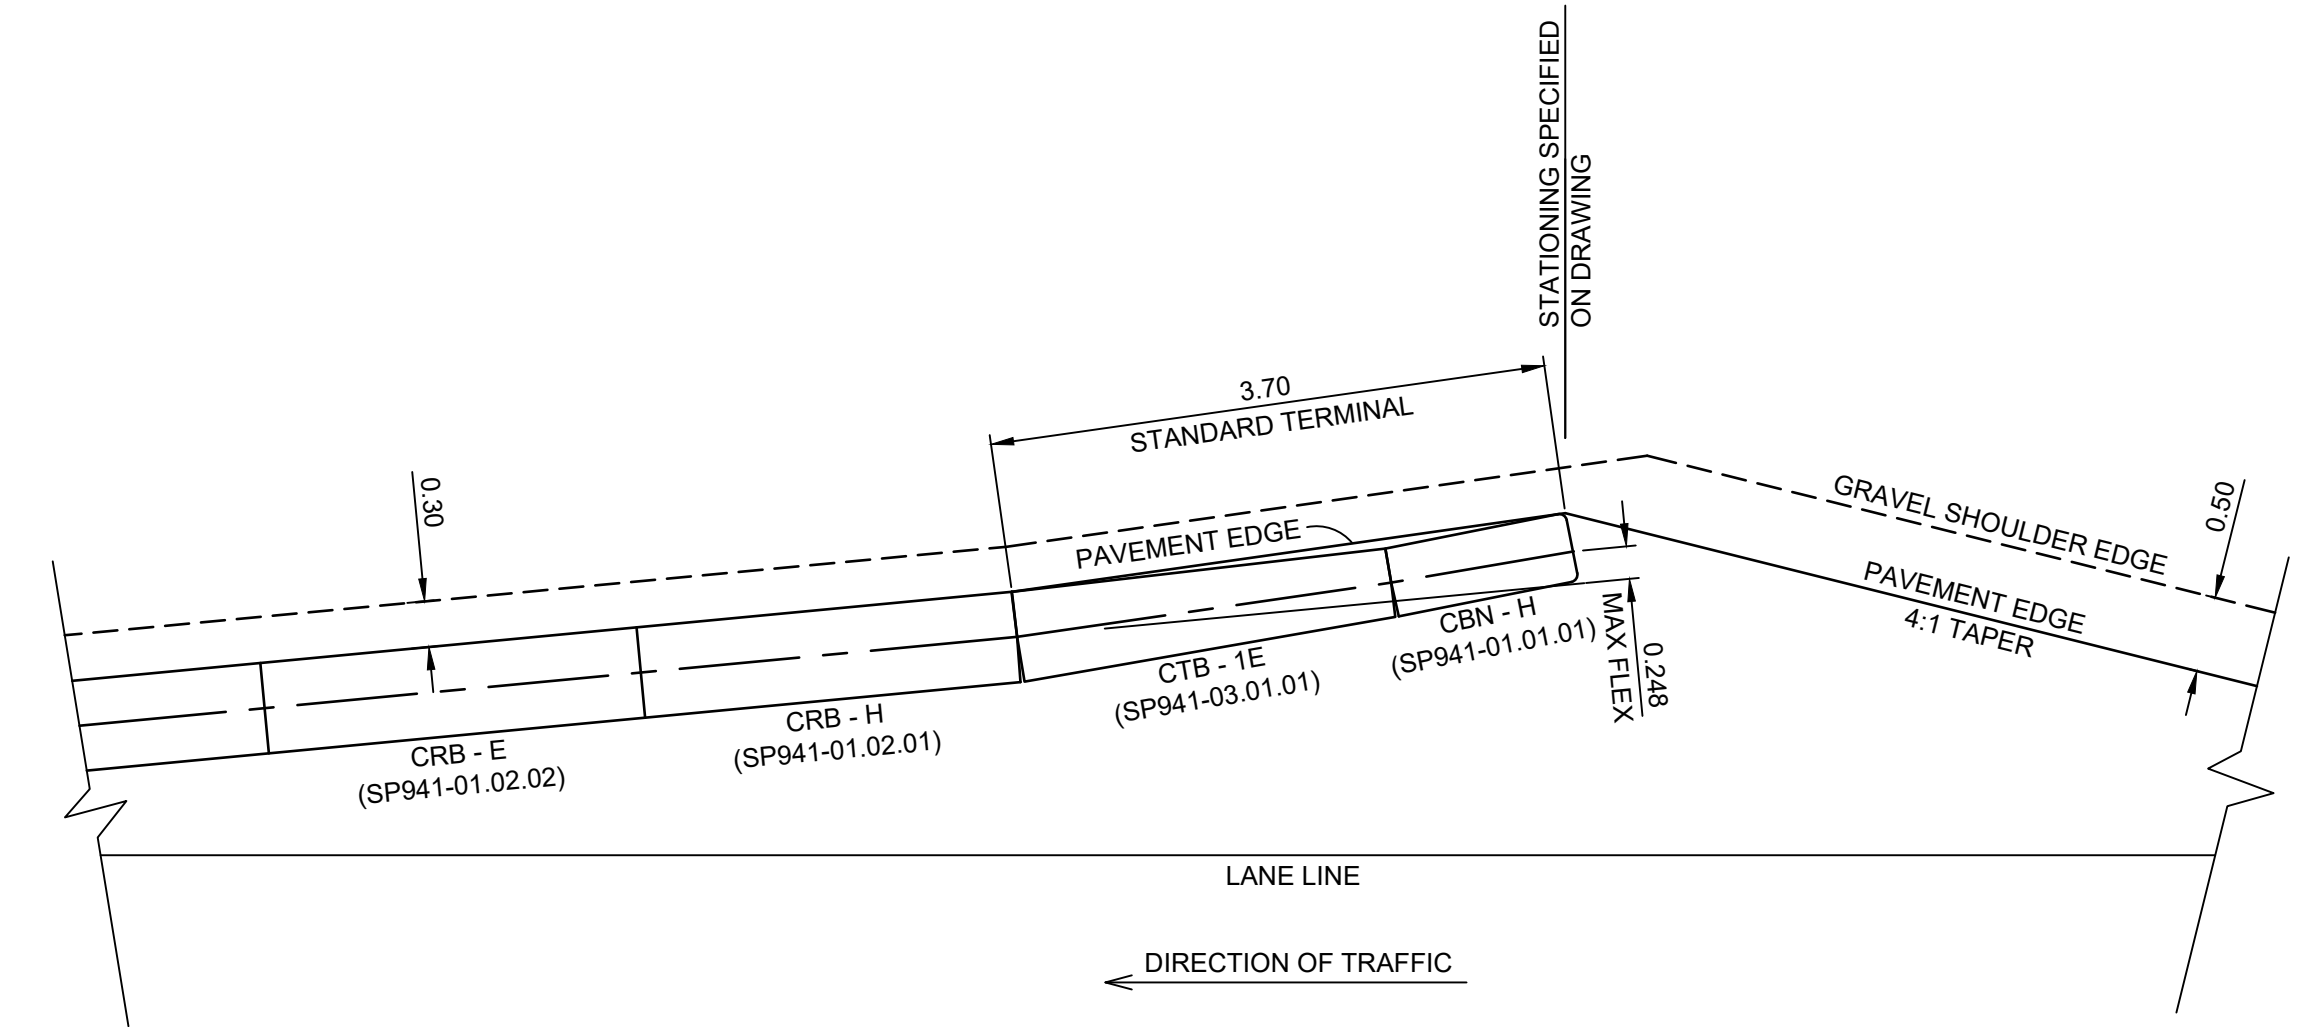 STATIONING SPECIFIED
ON DRAWING
3.70
STANDARD TERMINAL
0.30
PAVEMENT EDGE
GRAVEL SHOULDER EDGE
0.50
PAVEMENT EDGE
4:1 TAPER
CBN - H
(SP941-01.01.01)
MAX FLEX
0.248
CTB - 1E
(SP941-03.01.01)
CRB - H
(SP941-01.02.01)
CRB - E
(SP941-01.02.02)
LANE LINE
DIRECTION OF TRAFFIC